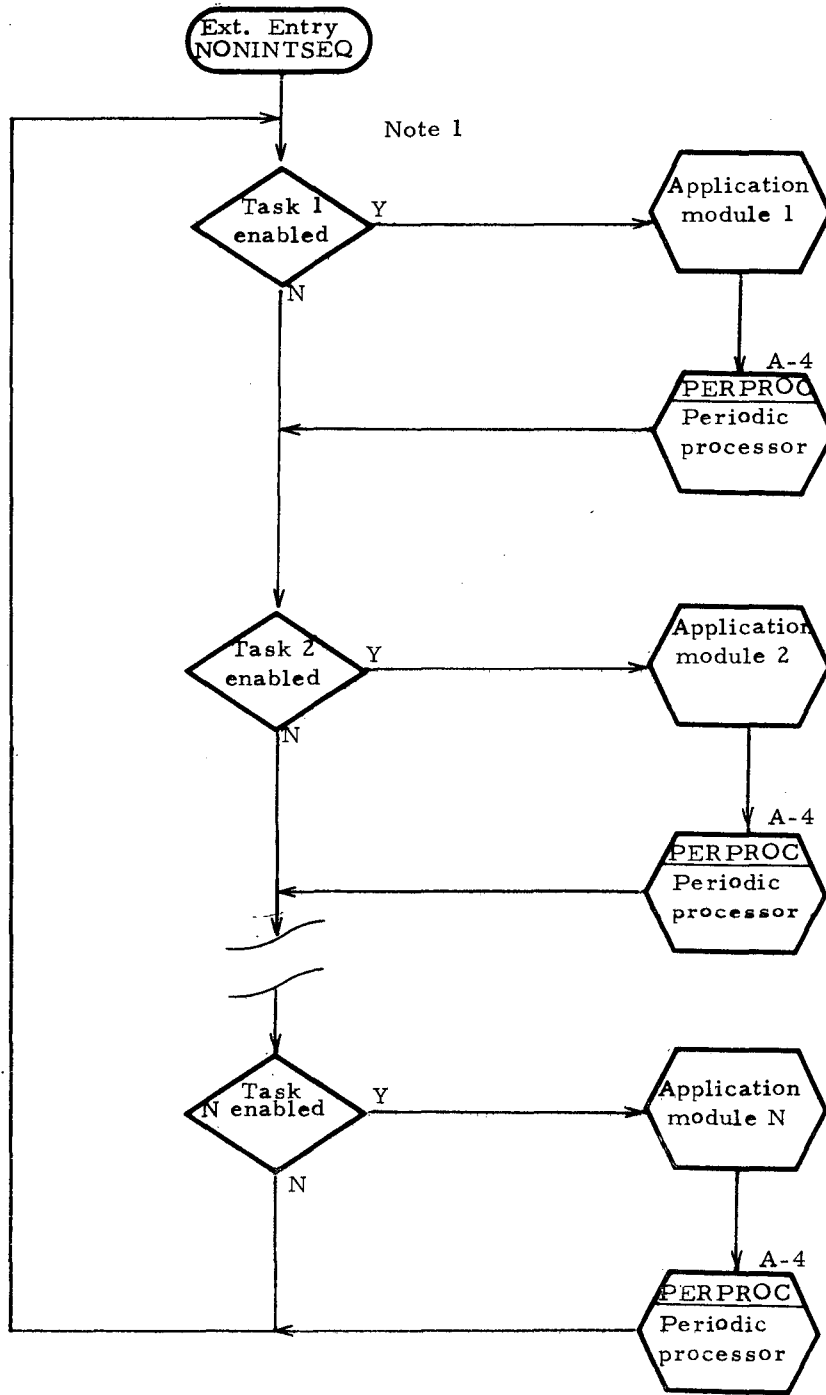 Ext. Entry
NONINTSEQ
Note 1
Task 1
enabled
Y
N
Application
module 1
A-4
PERPROC
Periodic
processor
Task 2
enabled
Y
N
Application
module 2
A-4
PERPROC
Periodic
processor
Task
N enabled
Y
N
Application
module N
A-4
PERPROC
Periodic
processor